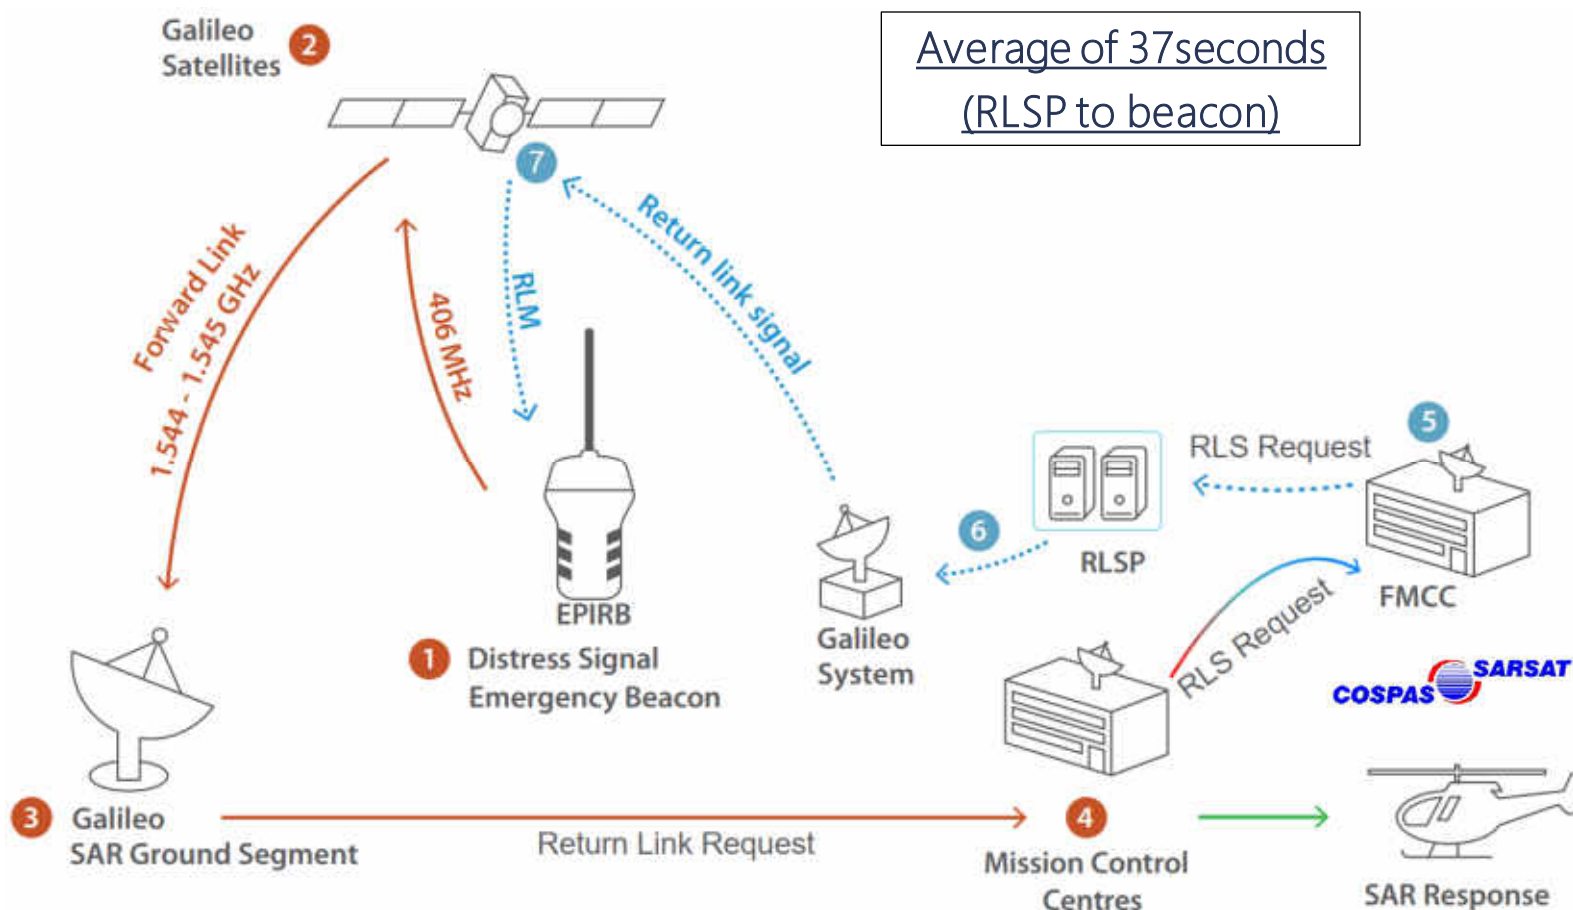 Galileo
Satellites
2
Average of 37seconds
(RLSP to beacon)
7
Forward Link
1.544 - 1.545 GHz
406 MHz
RLM
Return link signal
5
RLS Request
6
RLSP
FMCC
EPIRB
Galileo
System
RLS Request
1
Distress Signal
Emergency Beacon
COSPAS
SARSAT
3
Galileo
SAR Ground Segment
Return Link Request
4
Mission Control
Centres
SAR Response